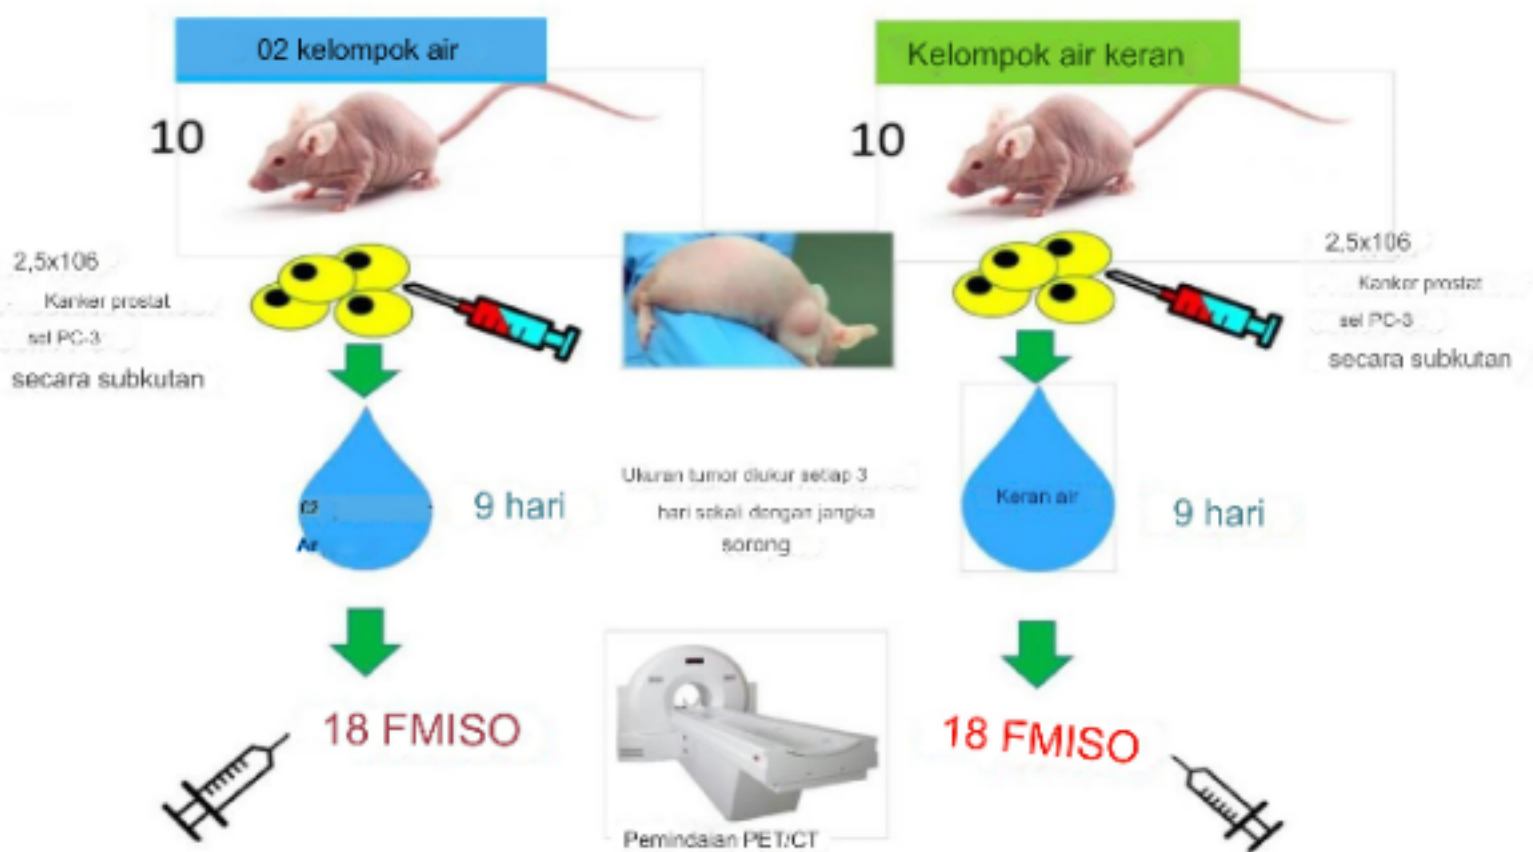 02 kelompok air
Kelompok air keran
10
10
2,5x106
Kanker prostat
sel PC-3
secara subkutan
2,5x106
Kanker prostat
sel PC-3
secara subkutan
02
Air
9 hari
Ukuran tumor diukur setiap 3
hari sekali dengan jangka
sorong
Keran air
9 hari
18 FMISO
18 FMISO
Pemindaian PET/CT